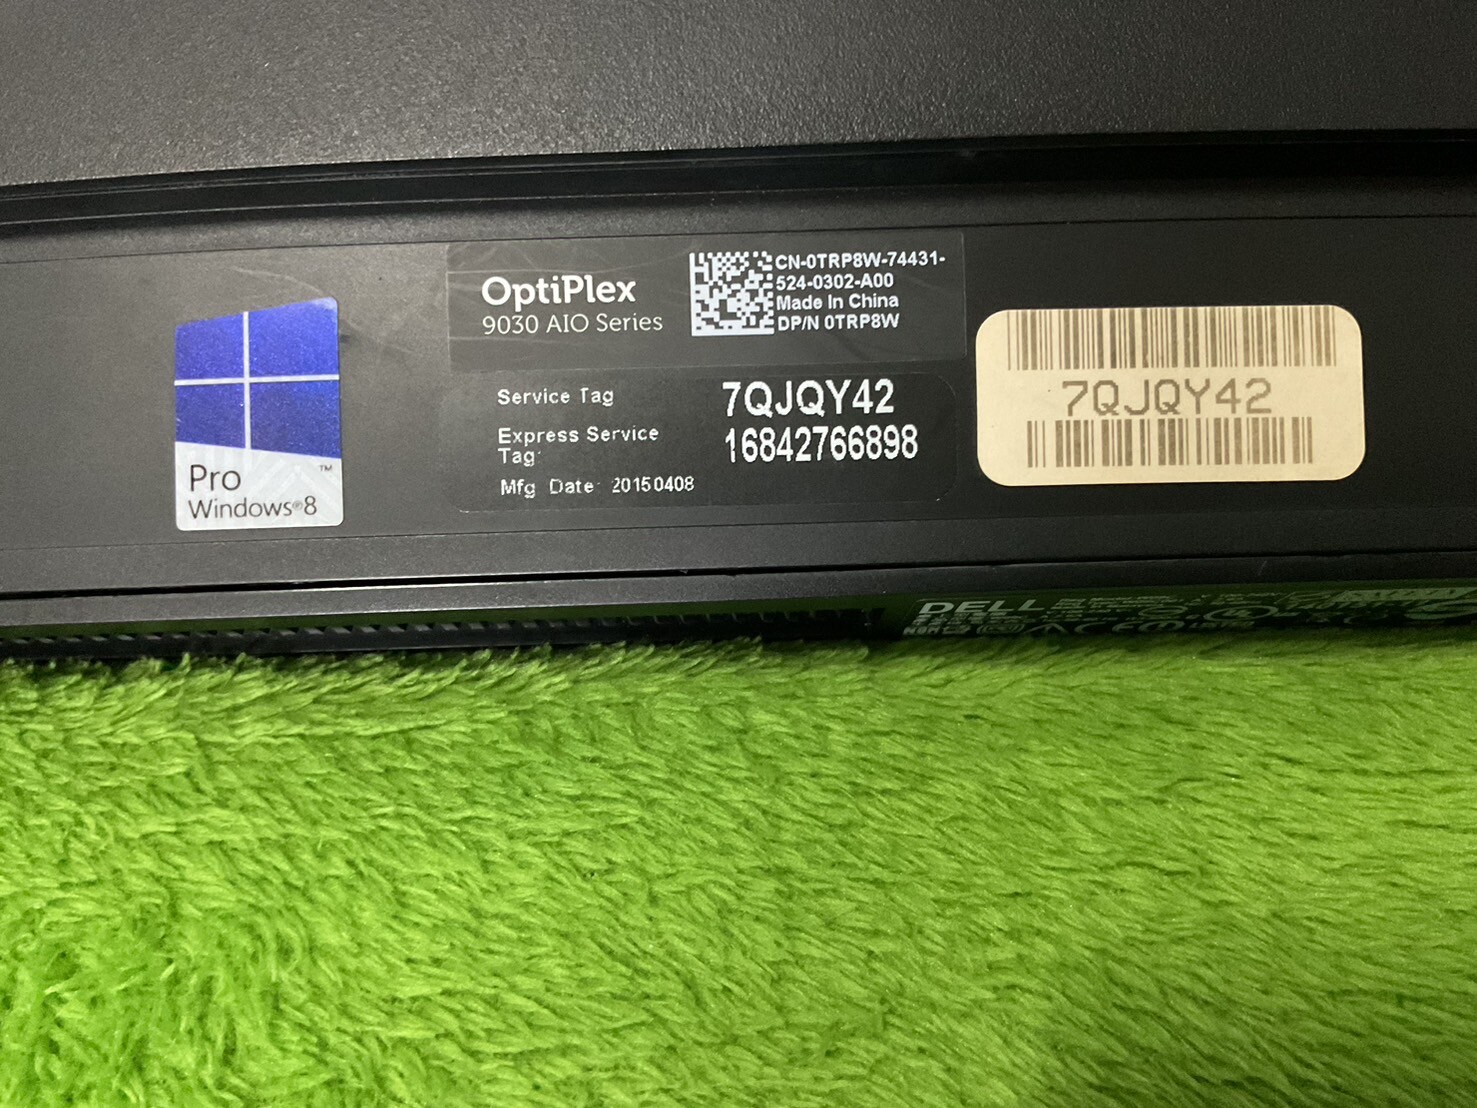 OptiPlex
9030 AIO Series
CN-0TRP8W-74431-
524-0302-A00
Made In China
DP/N 0TRP8W
Service Tag
7QJQY42
Express Service
Tag:
16842766898
Mfg Date: 20150408
7QJQY42
Pro
Windows®8
™
DELL